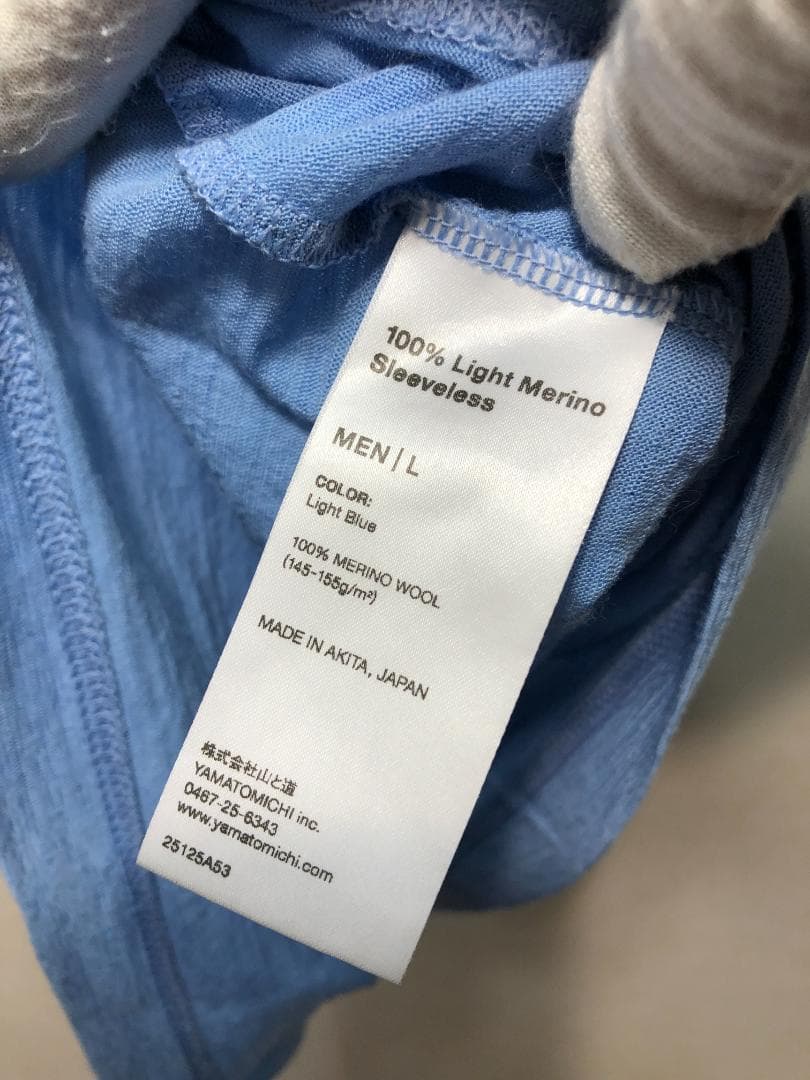 100% Light Merino
Sleeveless
MEN | L
COLOR:
Light Blue
100% MERINO WOOL
(145-155g/m²)
MADE IN AKITA, JAPAN
株式会社山と道
YAMATOMICHI inc.
0467-25-6343
www.yamatomichi.com
25125A53